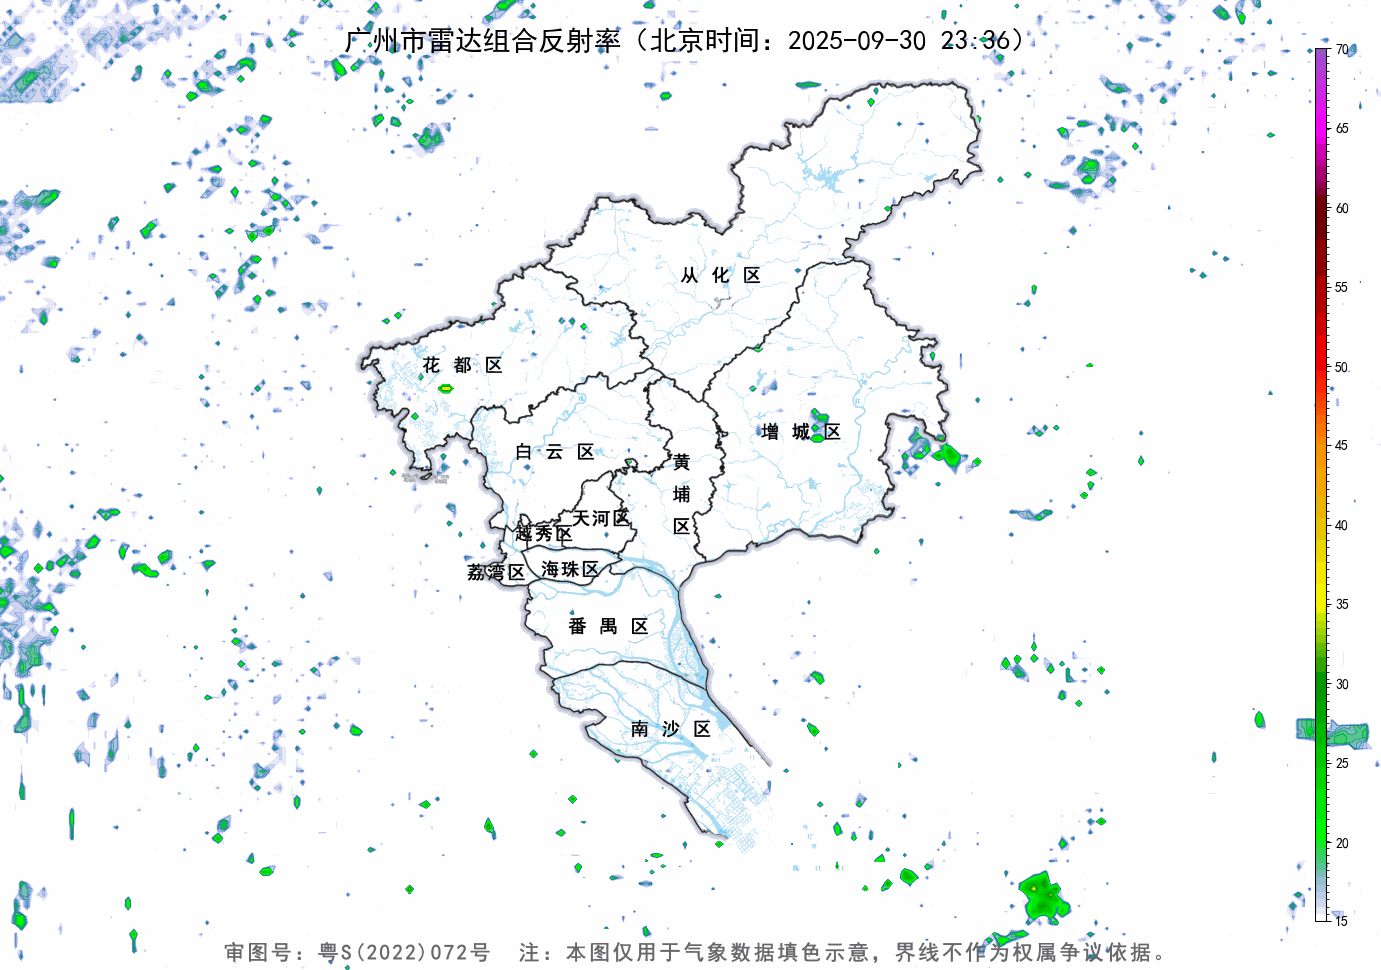 广州市雷达组合反射率（北京时间：2025-09-30 23:36）
70
65
60
55
50
45
40
35
30
25
20
15
从化区
花都区
增城区
白云区
黄埔区
天河区
越秀区
荔湾区
海珠区
番禺区
南沙区
审图号：粤S(2022)072号 注：本图仅用于气象数据填色示意，界线不作为权属争议依据。